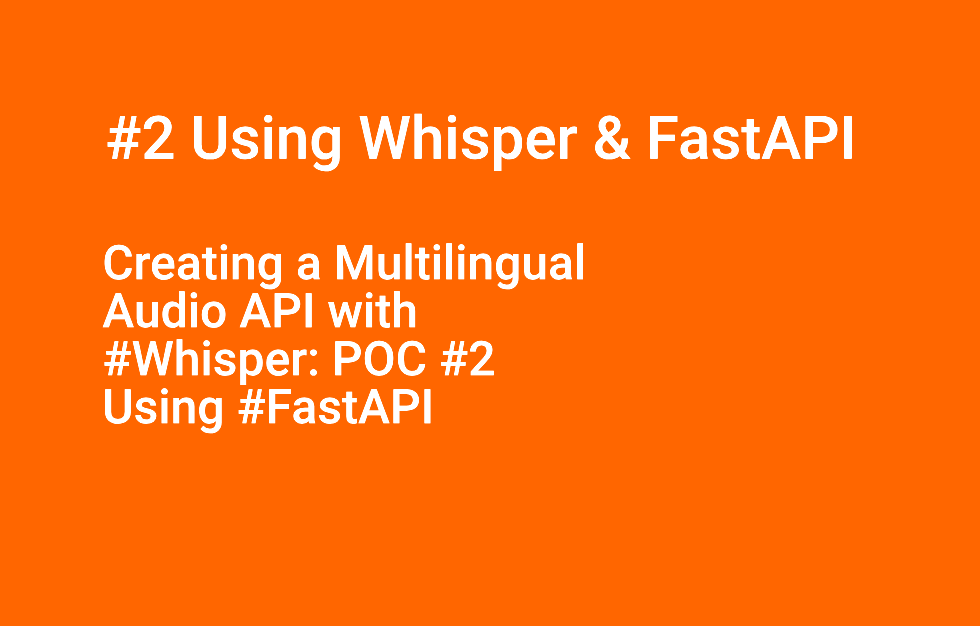 #2 Using Whisper & FastAPI
Creating a Multilingual
Audio API with
#Whisper: POC #2
Using #FastAPI